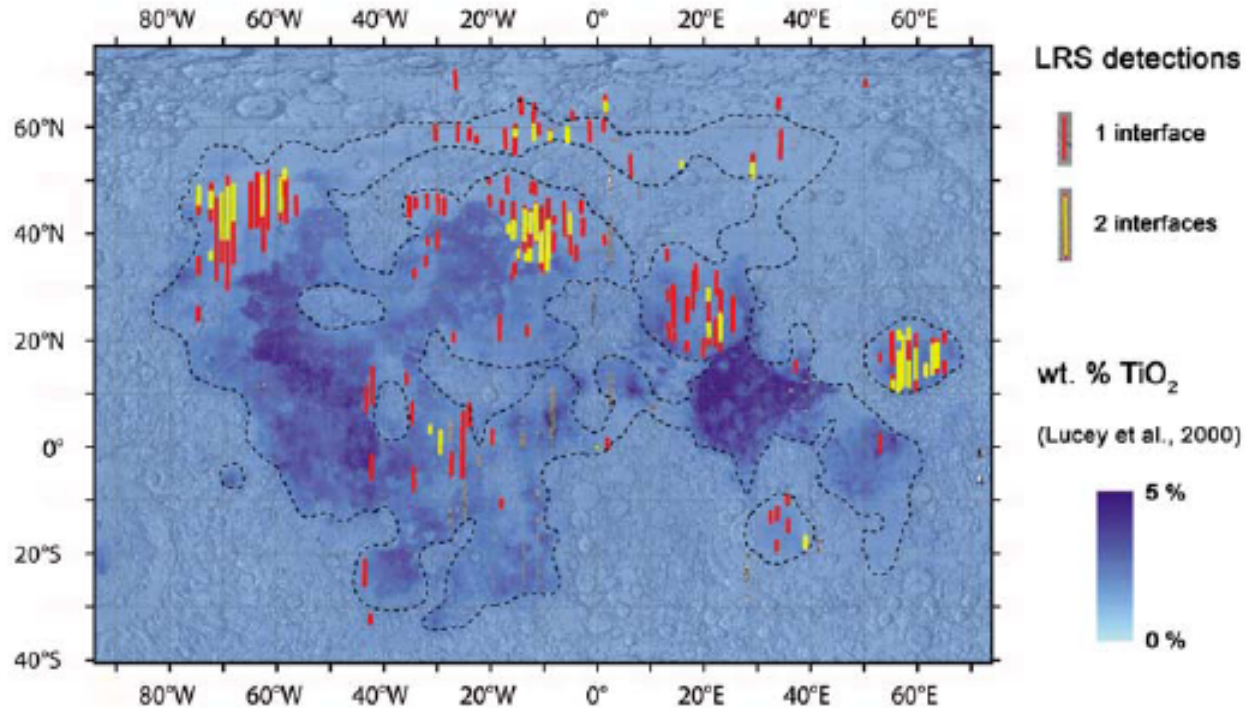 80°W 60°W 40°W 20°W 0° 20°E 40°E 60°E
60°N
40°N
20°N
0°
20°S
40°S
80°W 60°W 40°W 20°W 0° 20°E 40°E 60°E
LRS detections
1 interface
2 interfaces
wt. % TiO₂
(Lucey et al., 2000)
5 %
0 %